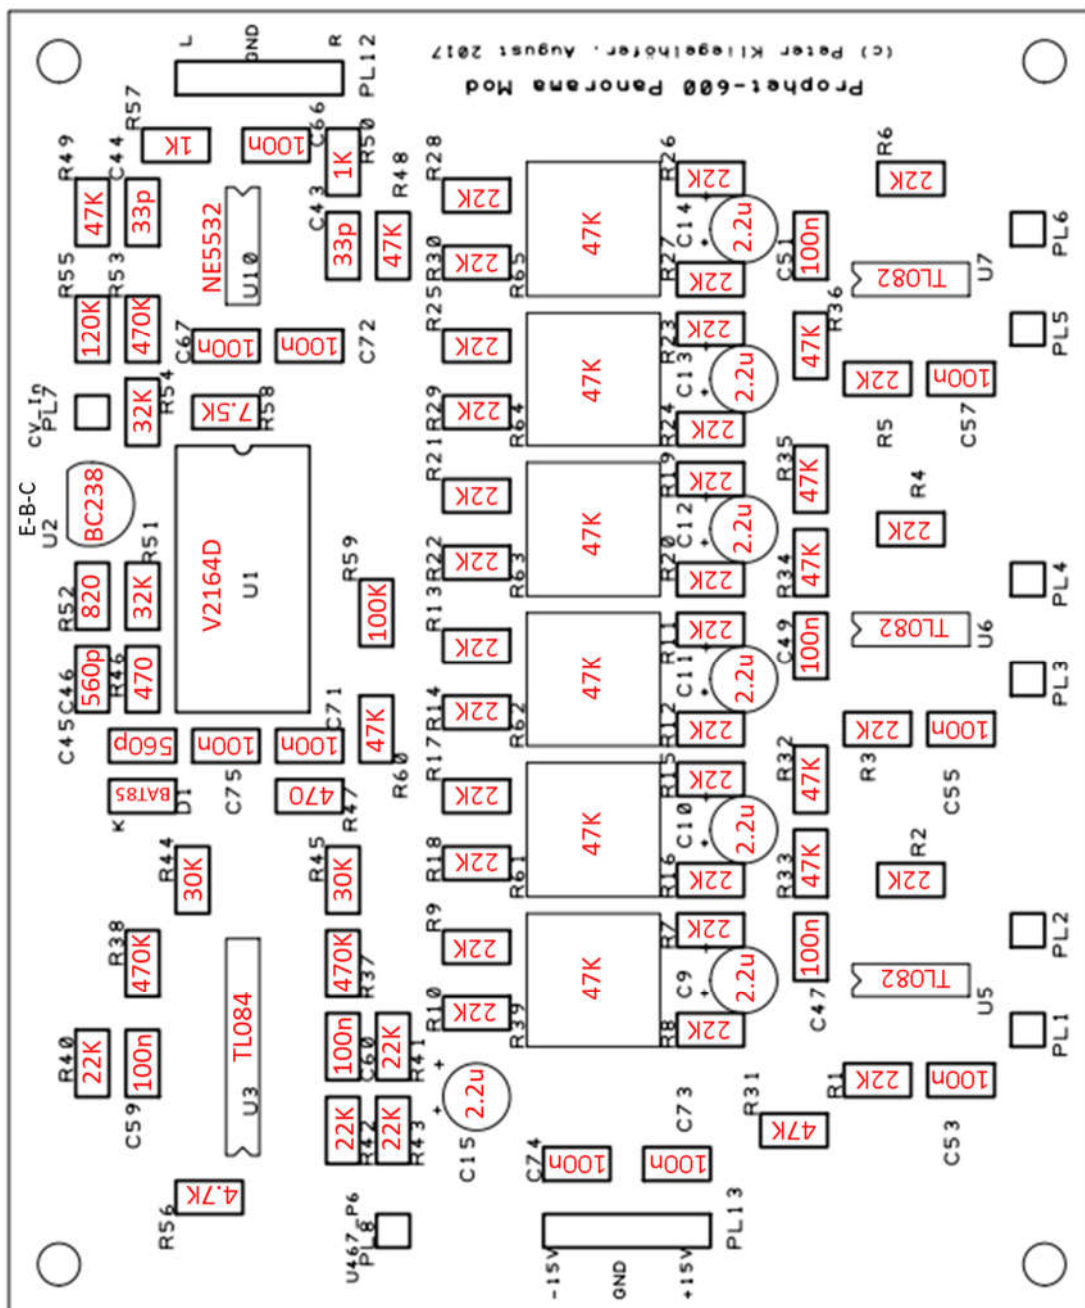 L
GND
R
PL12
(c) Peter Kliegelhöfer, August 2017
Prophet-600 Panorama Mod
R57
1K
100n
C66
R50
1K
R49
47K
C44
33p
NE5532
U10
C43
33p
R48
47K
R28
22K
R30
22K
R65
47K
R26
22K
C14
2.2u
R27
22K
C51
100n
R6
22K
TL082
U7
PL6
R55
120K
R53
470K
C67
100n
100n
C72
R25
22K
R29
22K
R64
47K
R23
22K
C13
2.2u
R24
22K
R36
47K
22K
R5
100n
C57
PL5
CV_In
PL7
32K
R54
7.5K
R58
E-B-C
U2
BC238
R52
820
R51
32K
V2164D
U1
R59
100K
R21
22K
R22
22K
R63
47K
R19
22K
C12
2.2u
R20
22K
R35
47K
R34
47K
R4
22K
PL4
C46
560p
R46
470
C45
560p
100n
C75
100n
C71
47K
R60
R13
22K
R14
22K
R62
47K
R11
22K
C11
2.2u
R12
22K
C49
100n
TL082
U6
PL3
22K
R3
100n
C55
K
BAT85
D1
470
R47
R17
22K
R18
22K
R61
47K
R15
22K
C10
2.2u
R16
22K
R32
47K
R33
47K
R2
22K
PL2
R44
30K
R45
30K
R38
470K
470K
R37
TL084
U3
R9
22K
R10
22K
R39
47K
R7
22K
C9
2.2u
R8
22K
100n
C47
TL082
U5
PL1
R40
22K
100n
C59
100n
C60
22K
R41
22K
R42
22K
R43
2.2u
C15
R31
47K
R1
22K
100n
C53
R56
4.7K
U467_P6
PL8
C74
100n
100n
C73
PL13
-15V
GND
+15V